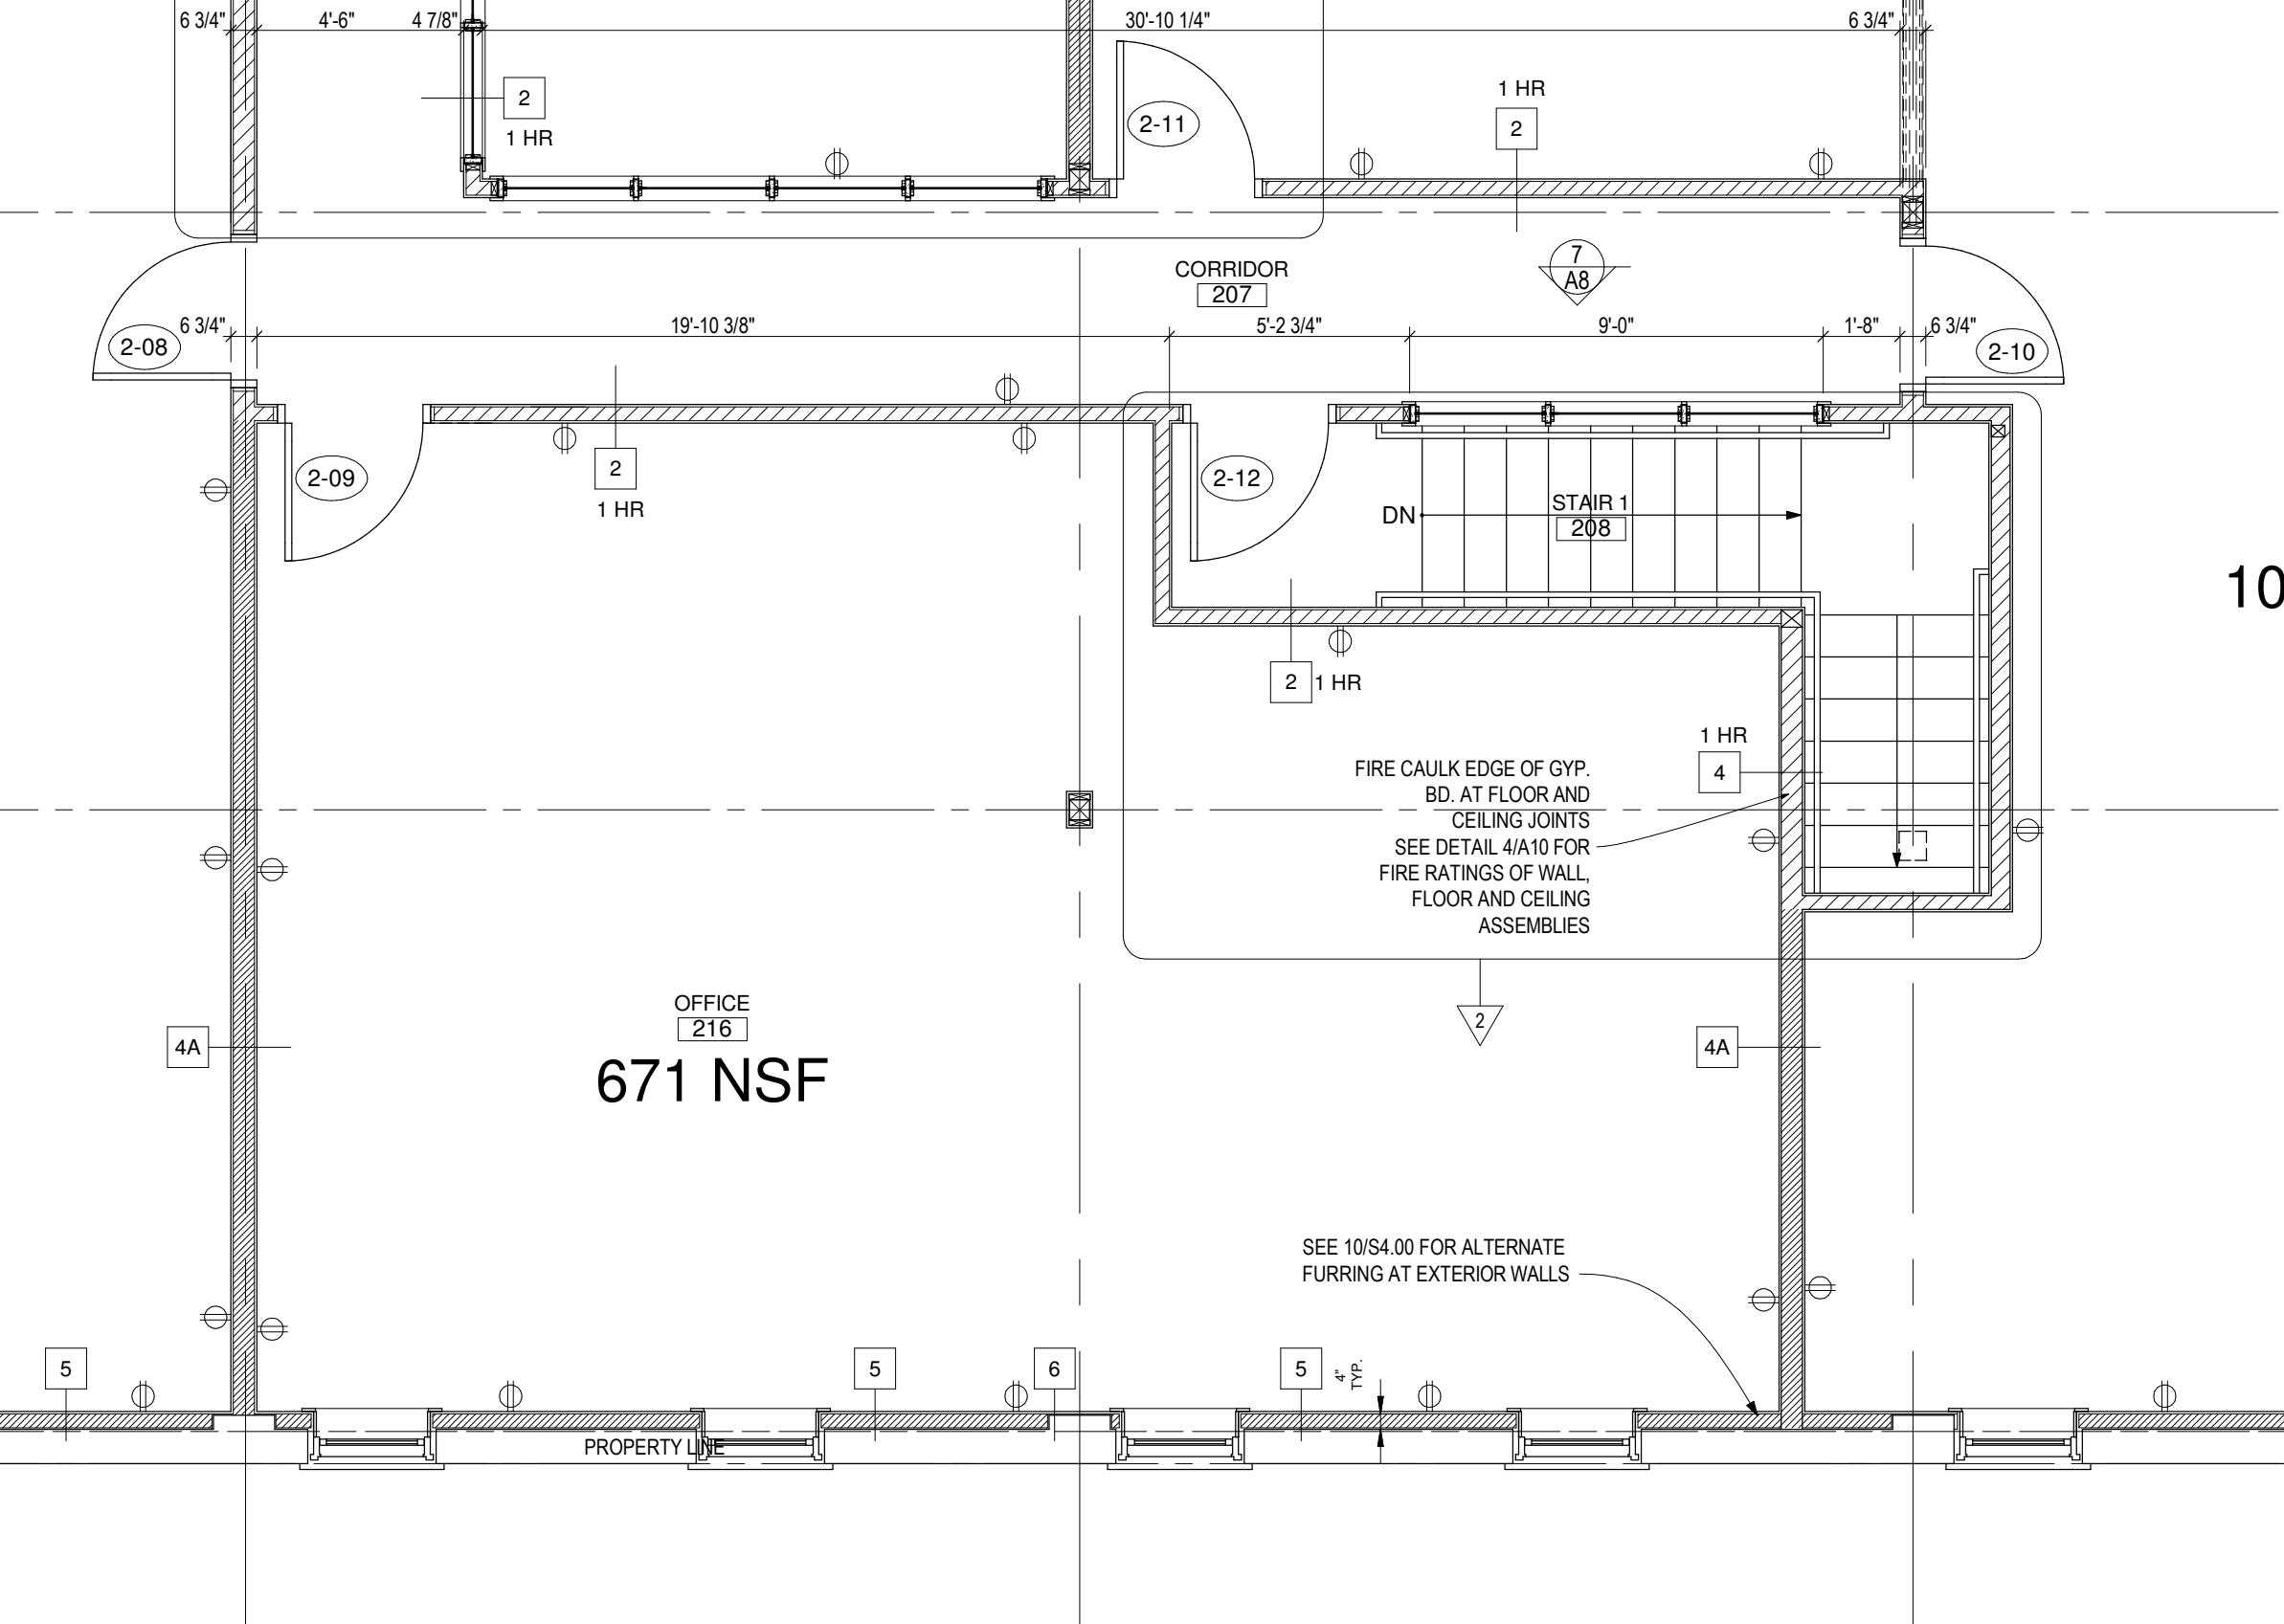 6 3/4" 4'-6" 4 7/8" 30'-10 1/4" 6 3/4"
2
1 HR
2-11
1 HR
2
CORRIDOR
207
7
A8
6 3/4" 19'-10 3/8" 5'-2 3/4" 9'-0" 1'-8" 6 3/4"
2-08
2-10
2-09
2
1 HR
2-12
DN
STAIR 1
208
10
2 1 HR
1 HR
4
FIRE CAULK EDGE OF GYP.
BD. AT FLOOR AND
CEILING JOINTS
SEE DETAIL 4/A10 FOR
FIRE RATINGS OF WALL,
FLOOR AND CEILING
ASSEMBLIES
OFFICE
216
671 NSF
2
4A
4A
SEE 10/S4.00 FOR ALTERNATE
FURRING AT EXTERIOR WALLS
5
5
6
5
4"
TYP.
PROPERTY LINE